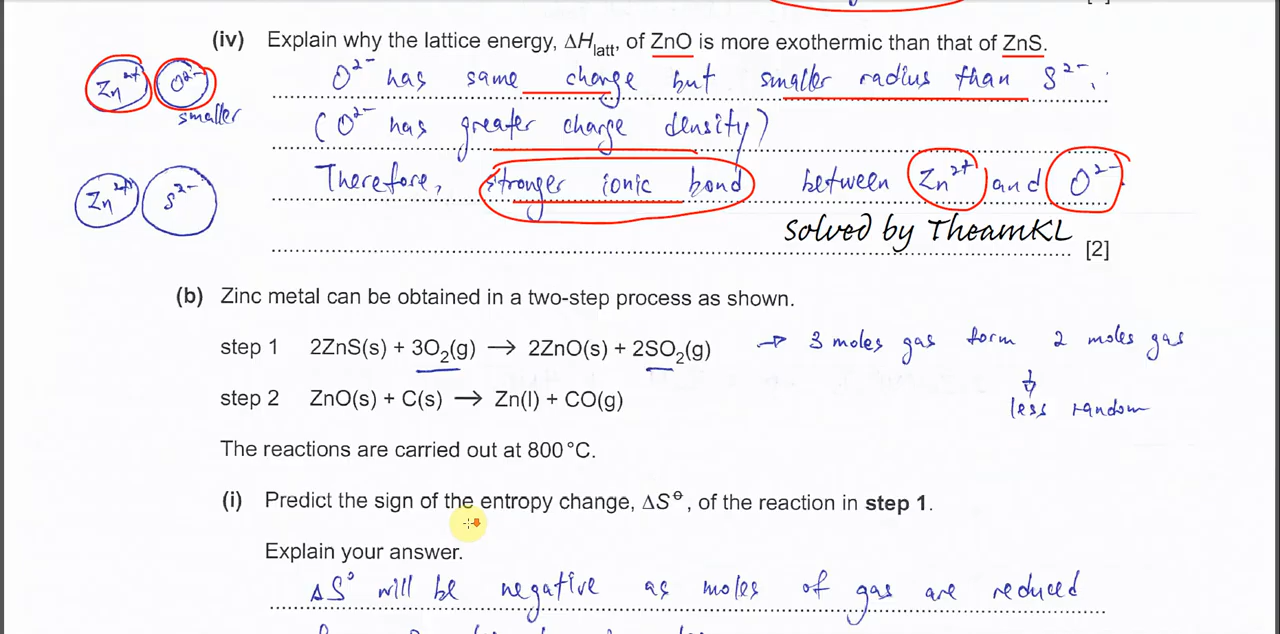 (iv) Explain why the lattice energy, ΔHlatt, of ZnO is more exothermic than that of ZnS.
Zn²⁺ O²⁻ O²⁻ has same charge but smaller radius than S²⁻.
smaller (O²⁻ has greater charge density)
Zn²⁺ S²⁻ Therefore, stronger ionic bond between Zn²⁺ and O²⁻
Solved by TheamKL
[2]
(b) Zinc metal can be obtained in a two-step process as shown.
step 1 2ZnS(s) + 3O₂(g) → 2ZnO(s) + 2SO₂(g) → 3 moles gas form 2 moles gas
step 2 ZnO(s) + C(s) → Zn(l) + CO(g) less random
The reactions are carried out at 800 °C.
(i) Predict the sign of the entropy change, ΔS⦵, of the reaction in step 1.
Explain your answer.
ΔS° will be negative as moles of gas are reduced